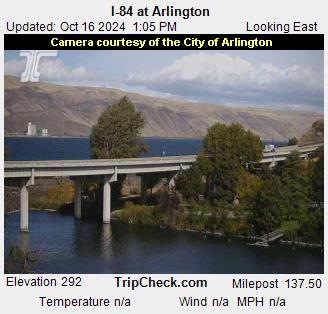 I-84 at Arlington
Updated: Oct 16 2024 1:05 PM Looking East
Camera courtesy of the City of Arlington
Elevation 292 TripCheck.com Milepost 137.50
Temperature n/a Wind n/a MPH n/a